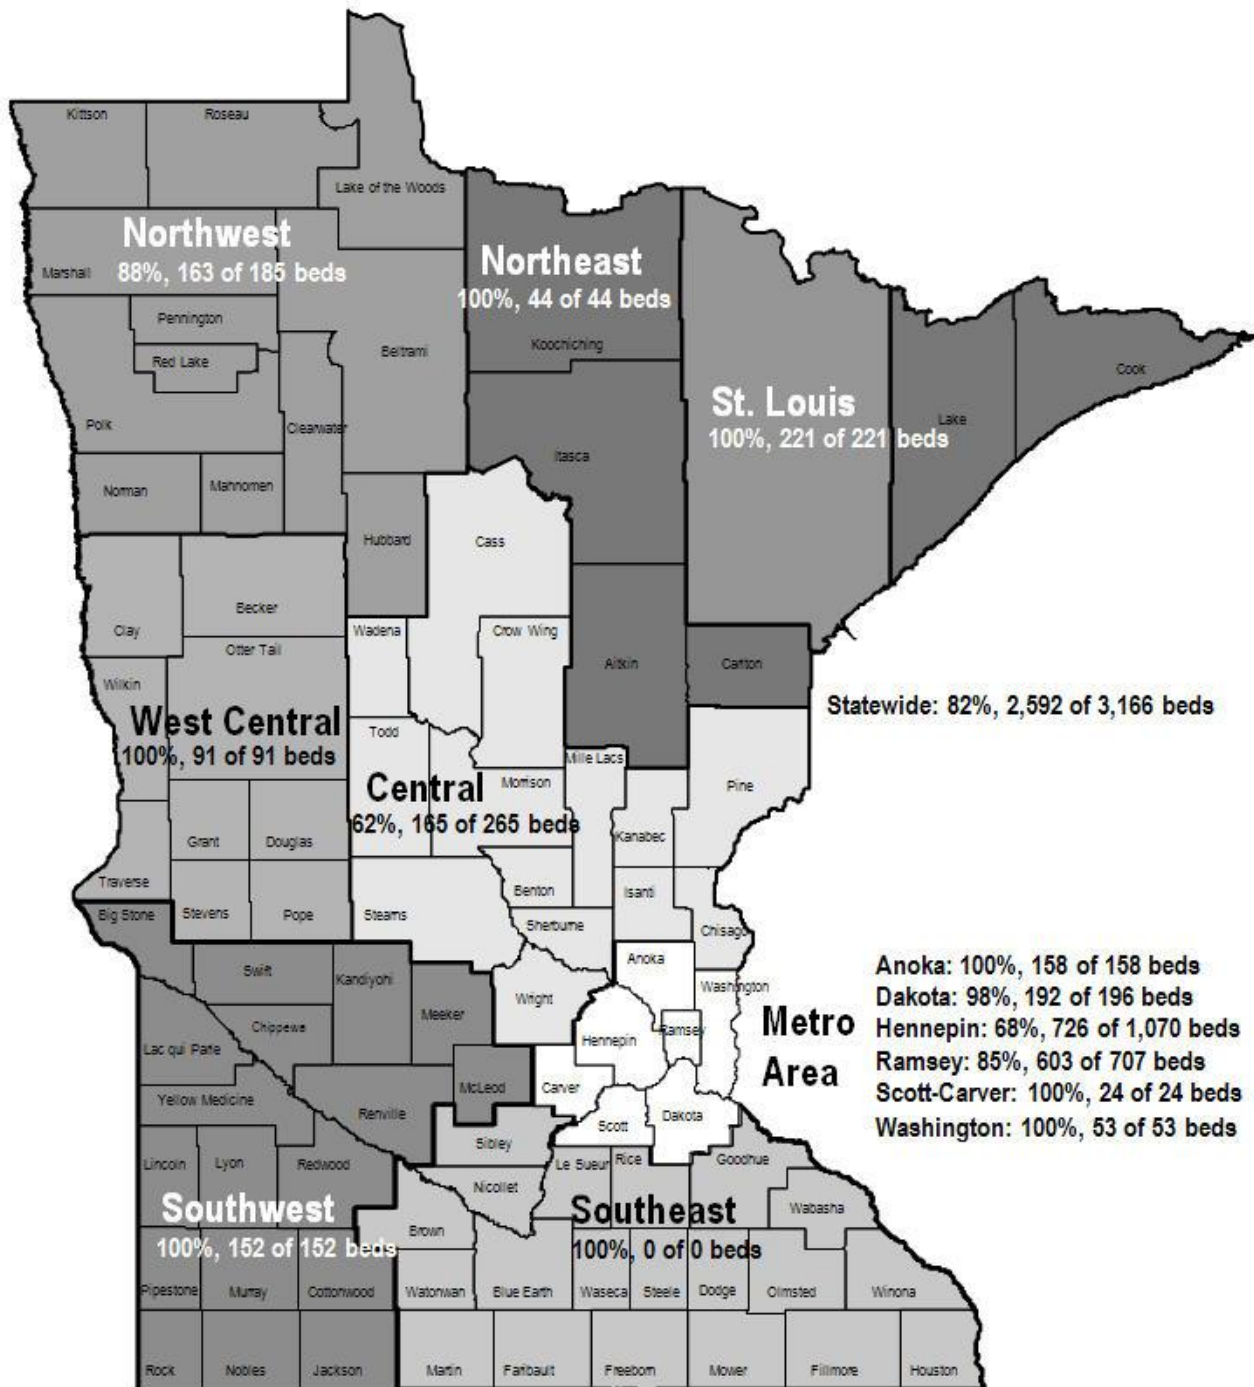 Kittson
Roseau
Lake of the Woods
Northwest
88%, 163 of 185 beds
Marshall
Northeast
100%, 44 of 44 beds
Koochiching
Pennington
Red Lake
Beltrami
Cook
St. Louis
100%, 221 of 221 beds
Lake
Polk
Clearwater
Itasca
Norman
Mahnomen
Hubbard
Cass
Becker
Clay
Wadena
Crow Wing
Otter Tail
Aitkin
Carlton
Wilkin
Statewide: 82%, 2,592 of 3,166 beds
West Central
100%, 91 of 91 beds
Todd
Mille Lacs
Morrison
Pine
Central
62%, 165 of 265 beds
Kanabec
Grant
Douglas
Traverse
Benton
Isanti
Big Stone
Stevens
Pope
Stearns
Sherburne
Chisago
Swift
Kandiyohi
Anoka
Wright
Washington
Meeker
Chippewa
Hennepin
Ramsey
Lac qui Parle
Metro
Area
Anoka: 100%, 158 of 158 beds
Dakota: 98%, 192 of 196 beds
Hennepin: 68%, 726 of 1,070 beds
Ramsey: 85%, 603 of 707 beds
Scott-Carver: 100%, 24 of 24 beds
Washington: 100%, 53 of 53 beds
McLeod
Carver
Yellow Medicine
Renville
Scott
Dakota
Sibley
Lincoln
Lyon
Redwood
Le Sueur
Rice
Goodhue
Nicollet
Wabasha
Southwest
100%, 152 of 152 beds
Southeast
100%, 0 of 0 beds
Brown
Pipestone
Murray
Cottonwood
Watonwan
Blue Earth
Waseca
Steele
Dodge
Olmsted
Winona
Rock
Nobles
Jackson
Martin
Faribault
Freeborn
Mower
Fillmore
Houston